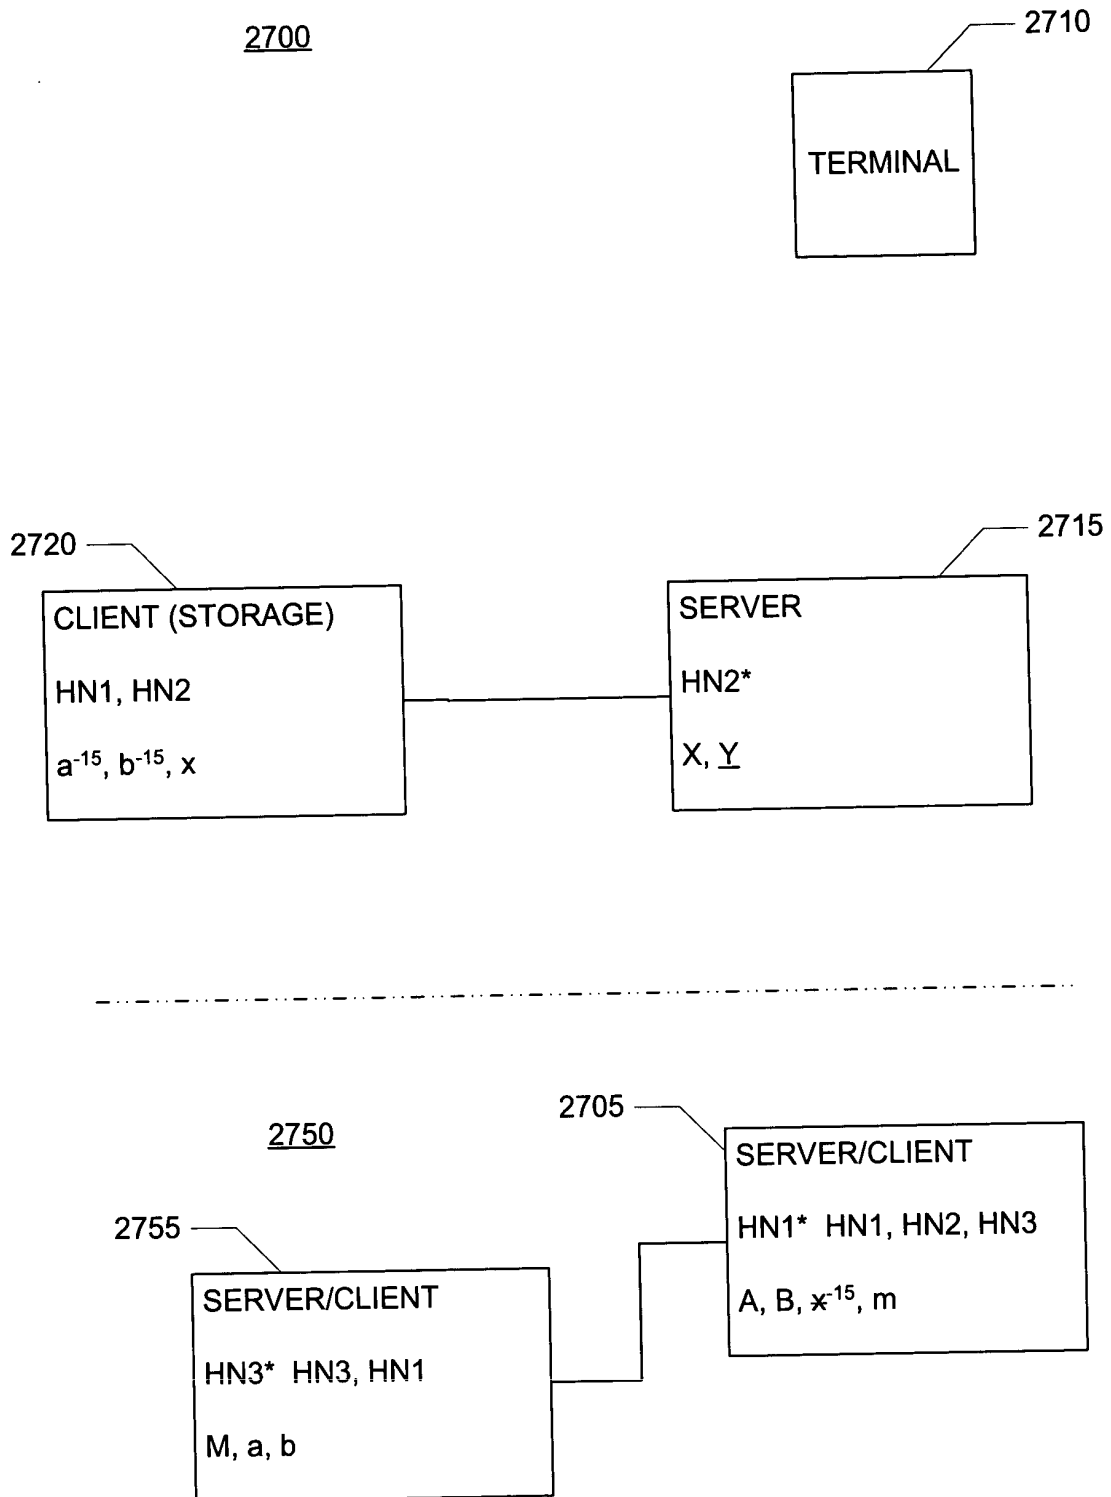 2700
2710
TERMINAL
2720
2715
CLIENT (STORAGE)
HN1, HN2
a-15, b-15, x
SERVER
HN2*
X, Y
2750
2705
SERVER/CLIENT
HN1* HN1, HN2, HN3
A, B, x-15, m
2755
SERVER/CLIENT
HN3* HN3, HN1
M, a, b